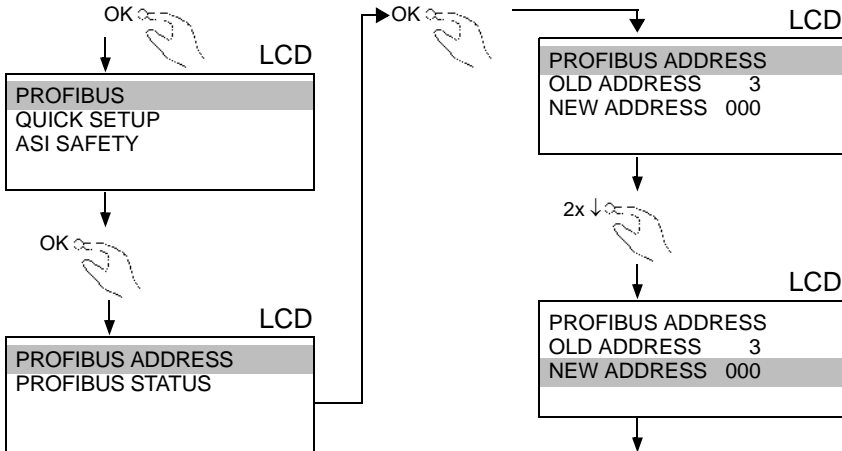 OK
LCD
PROFIBUS
QUICK SETUP
ASI SAFETY
OK
LCD
PROFIBUS ADDRESS
PROFIBUS STATUS
OK
LCD
PROFIBUS ADDRESS
OLD ADDRESS 3
NEW ADDRESS 000
2x ↓
LCD
PROFIBUS ADDRESS
OLD ADDRESS 3
NEW ADDRESS 000